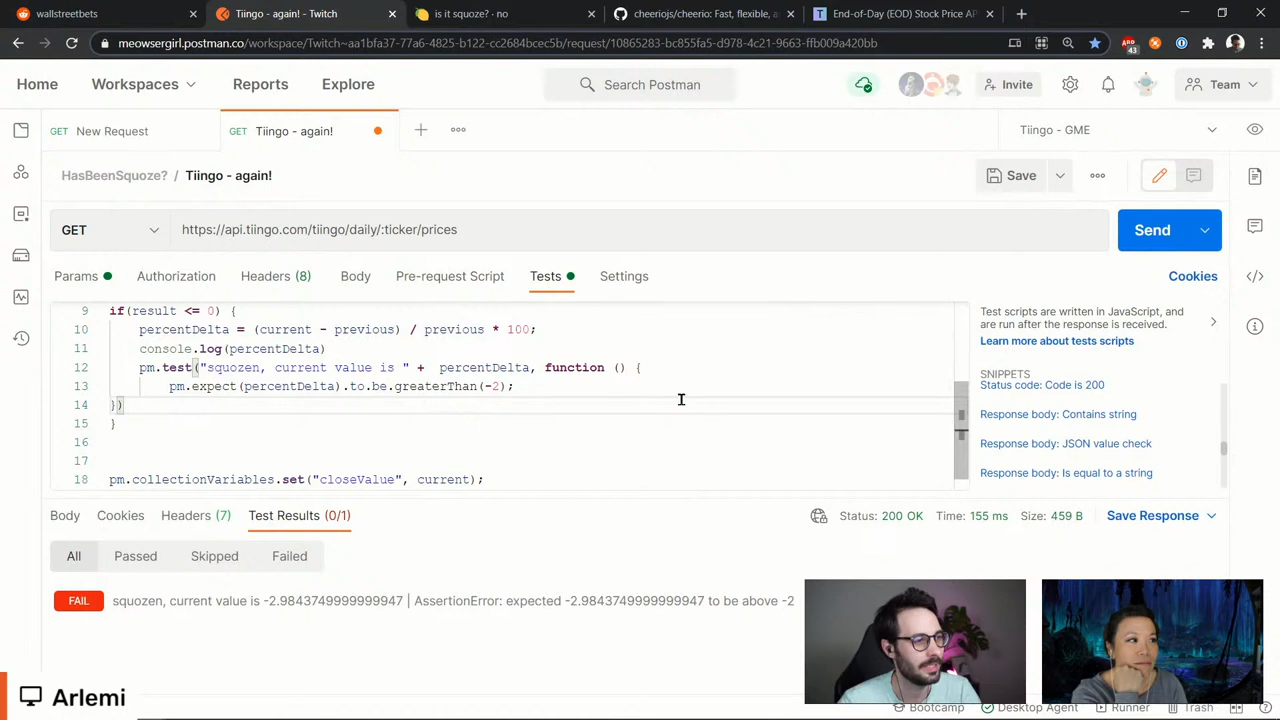 wallstreetbets
Tiingo - again! - Twitch
is it squoze? · no
cheeriojs/cheerio: Fast, flexible, a
End-of-Day (EOD) Stock Price AP
meowsergirl.postman.co/workspace/Twitch~aa1bfa37-77a6-4825-b122-cc2684bcec5b/request/10865283-bc855fa5-d978-4c21-9663-ffb009a420bb
43
Home
Workspaces
Reports
Explore
Search Postman
Invite
Team
GET New Request
GET Tiingo - again!
Tiingo - GME
HasBeenSquoze? / Tiingo - again!
Save
GET
https://api.tiingo.com/tiingo/daily/:ticker/prices
Send
Params
Authorization
Headers (8)
Body
Pre-request Script
Tests
Settings
Cookies
9 if(result <= 0) {
10 percentDelta = (current - previous) / previous * 100;
11 console.log(percentDelta)
12 pm.test("squozen, current value is " +  percentDelta, function () {
13 pm.expect(percentDelta).to.be.greaterThan(-2);
14 })
15 }
16
17
18 pm.collectionVariables.set("closeValue", current);
Test scripts are written in JavaScript, and
are run after the response is received.
Learn more about tests scripts
SNIPPETS
Status code: Code is 200
Response body: Contains string
Response body: JSON value check
Response body: Is equal to a string
Body
Cookies
Headers (7)
Test Results (0/1)
Status: 200 OK
Time: 155 ms
Size: 459 B
Save Response
All
Passed
Skipped
Failed
FAIL
squozen, current value is -2.9843749999999947 | AssertionError: expected -2.9843749999999947 to be above -2
Arlemi
Bootcamp
Desktop Agent
Runner
Trash